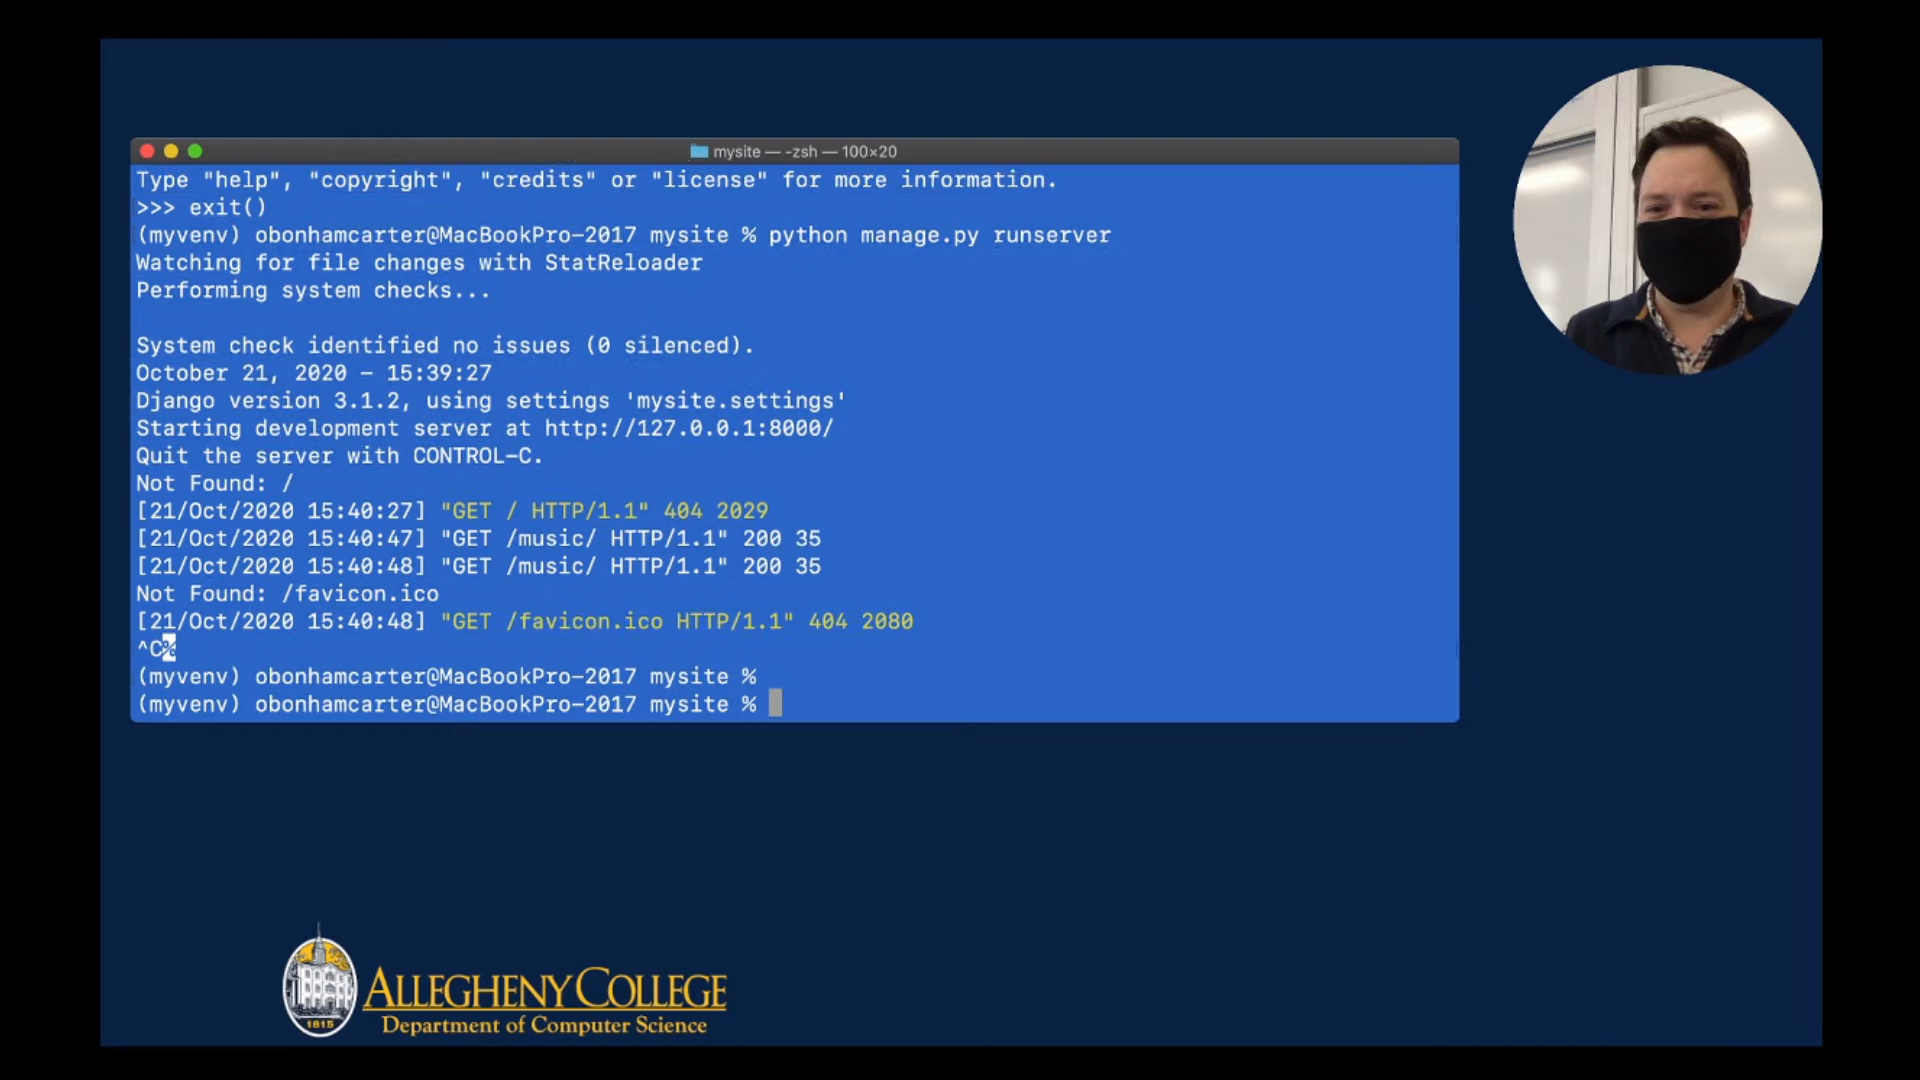 mysite — -zsh — 100×20
Type "help", "copyright", "credits" or "license" for more information.
>>> exit()
(myvenv) obonhamcarter@MacBookPro-2017 mysite % python manage.py runserver
Watching for file changes with StatReloader
Performing system checks...
System check identified no issues (0 silenced).
October 21, 2020 - 15:39:27
Django version 3.1.2, using settings 'mysite.settings'
Starting development server at http://127.0.0.1:8000/
Quit the server with CONTROL-C.
Not Found: /
[21/Oct/2020 15:40:27] "GET / HTTP/1.1" 404 2029
[21/Oct/2020 15:40:47] "GET /music/ HTTP/1.1" 200 35
[21/Oct/2020 15:40:48] "GET /music/ HTTP/1.1" 200 35
Not Found: /favicon.ico
[21/Oct/2020 15:40:48] "GET /favicon.ico HTTP/1.1" 404 2080
^C%
(myvenv) obonhamcarter@MacBookPro-2017 mysite %
(myvenv) obonhamcarter@MacBookPro-2017 mysite %
1815
ALLEGHENY COLLEGE
Department of Computer Science